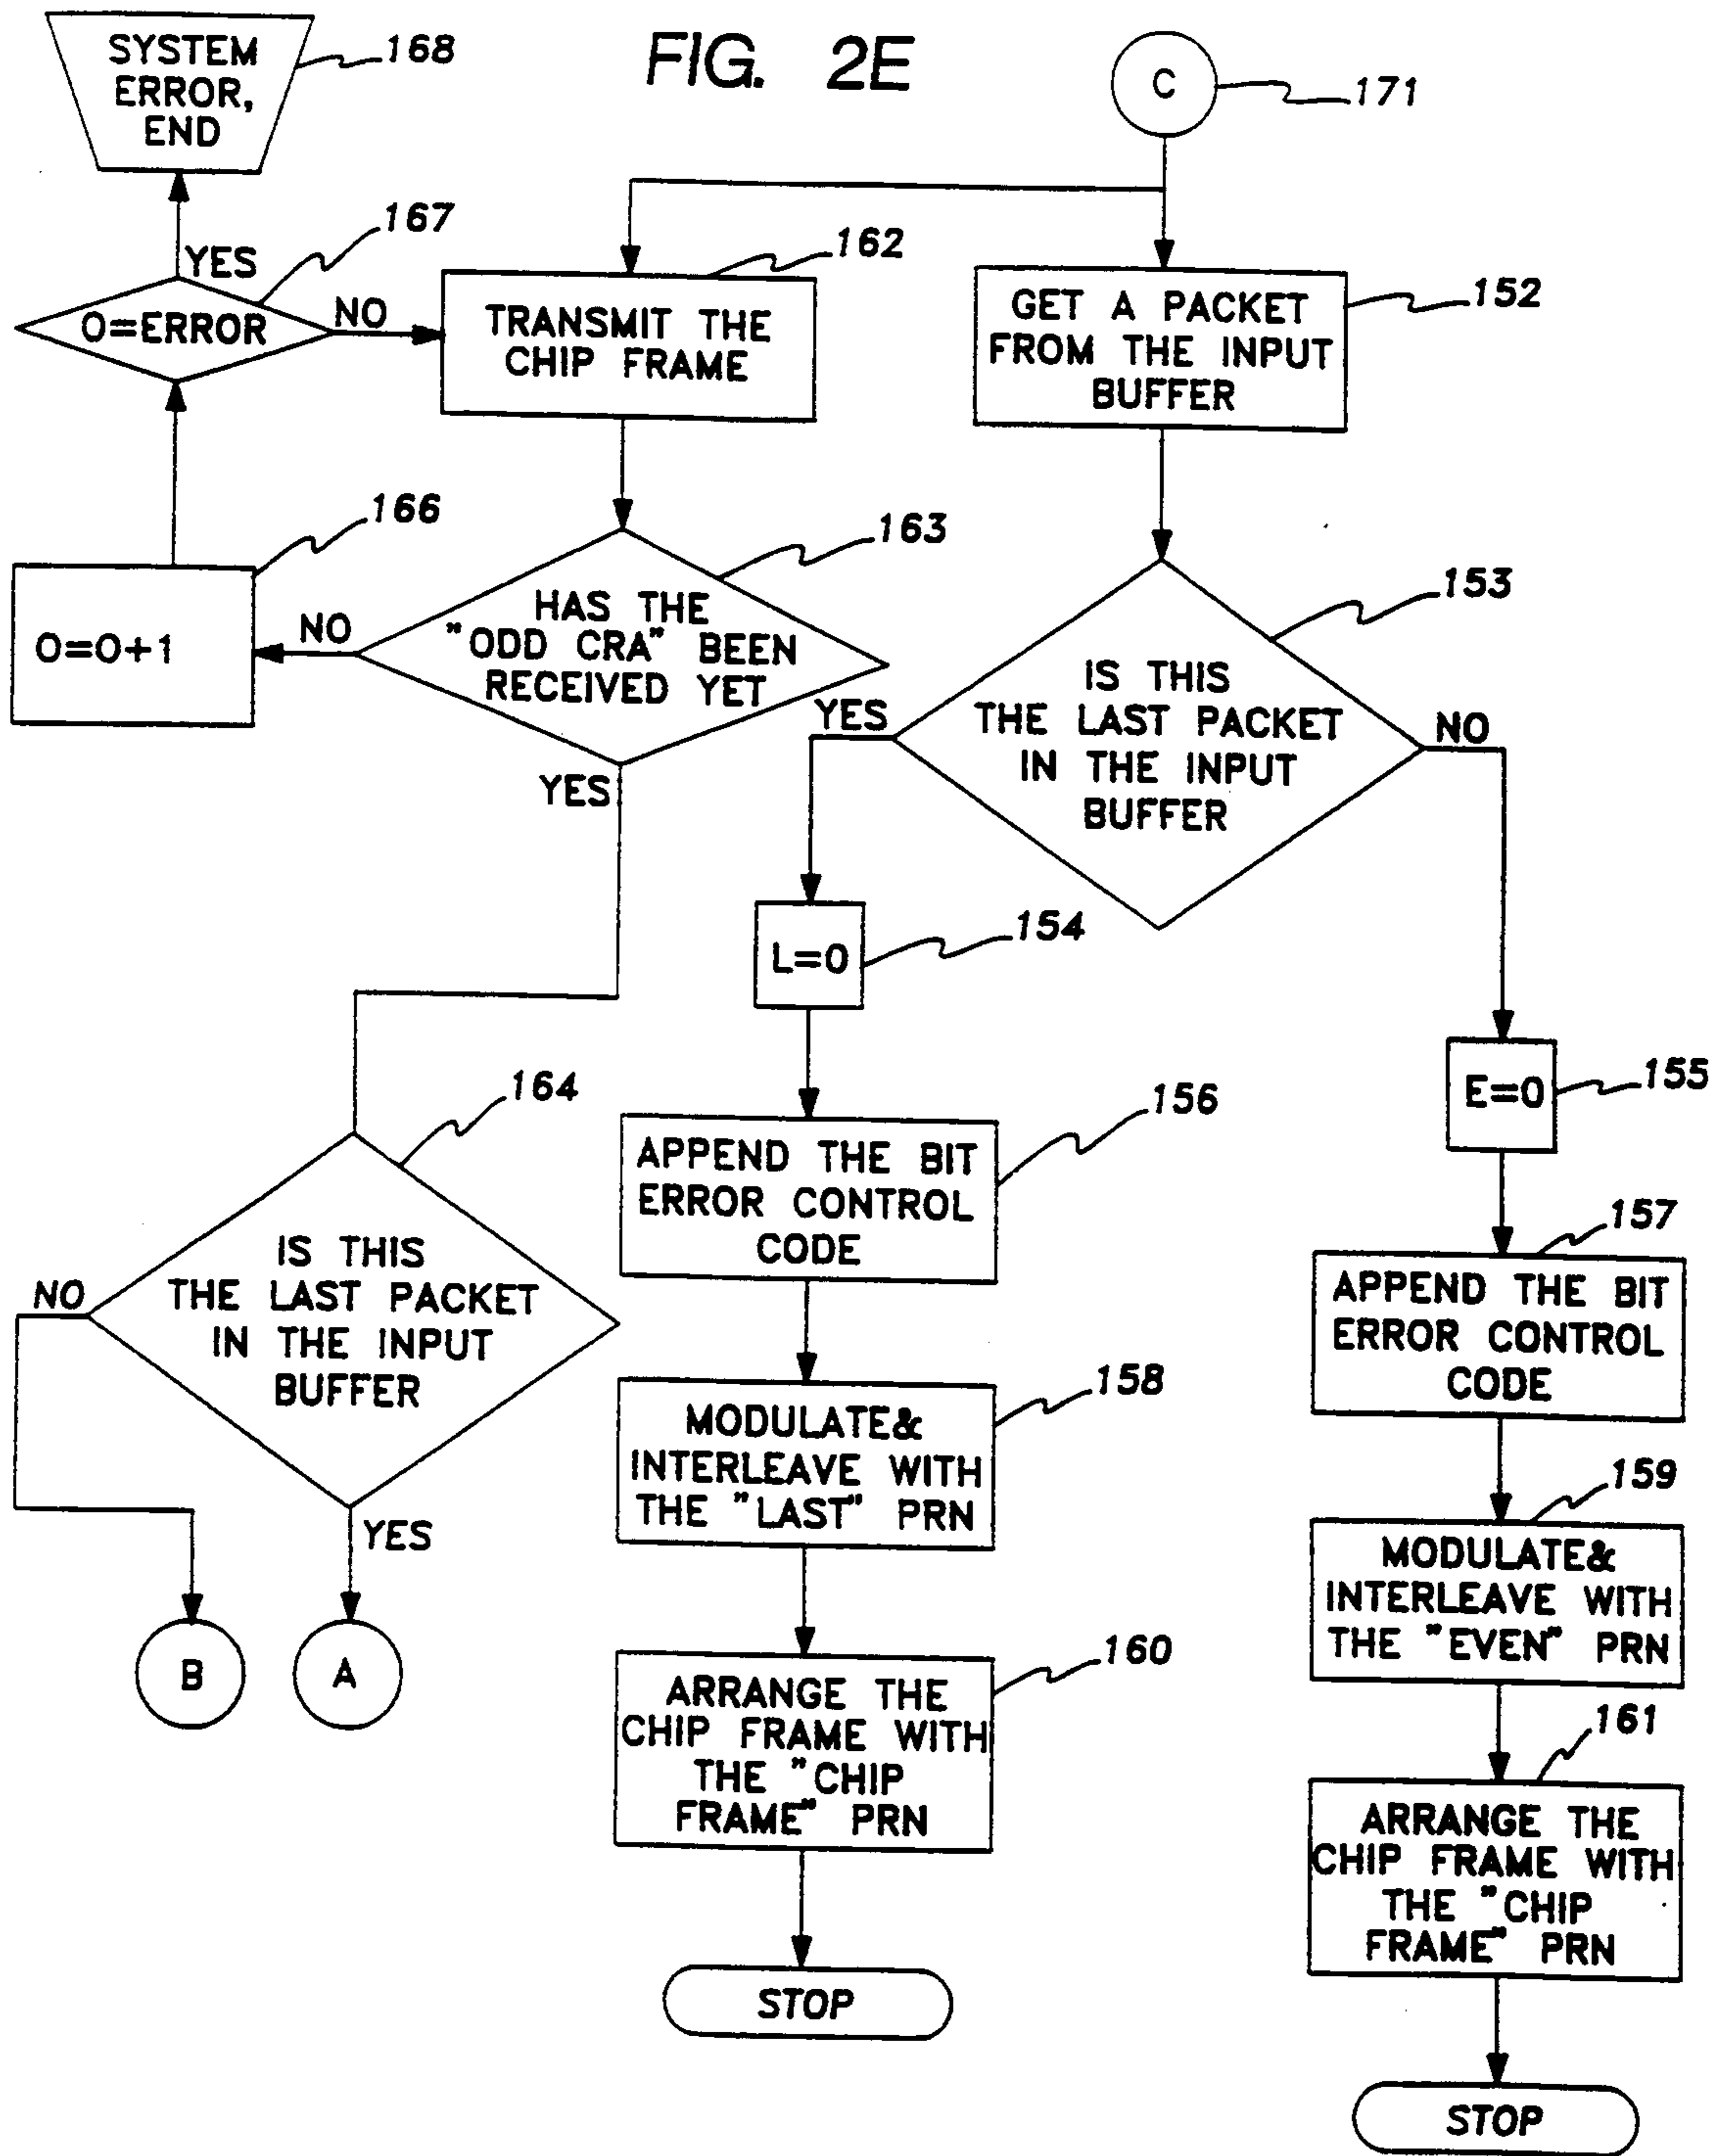 FIG. 2E
SYSTEM
ERROR,
END
168
C
171
167
YES
O=ERROR
NO
162
TRANSMIT THE
CHIP FRAME
152
GET A PACKET
FROM THE INPUT
BUFFER
166
O=O+1
NO
163
HAS THE
"ODD CRA" BEEN
RECEIVED YET
YES
153
IS THIS
THE LAST PACKET
IN THE INPUT
BUFFER
YES
NO
L=0
154
E=0
155
164
IS THIS
THE LAST PACKET
IN THE INPUT
BUFFER
NO
YES
B
A
156
APPEND THE BIT
ERROR CONTROL
CODE
158
MODULATE&
INTERLEAVE WITH
THE "LAST" PRN
160
ARRANGE THE
CHIP FRAME WITH
THE "CHIP
FRAME" PRN
STOP
157
APPEND THE BIT
ERROR CONTROL
CODE
159
MODULATE&
INTERLEAVE WITH
THE "EVEN" PRN
161
ARRANGE THE
CHIP FRAME WITH
THE "CHIP
FRAME" PRN
STOP